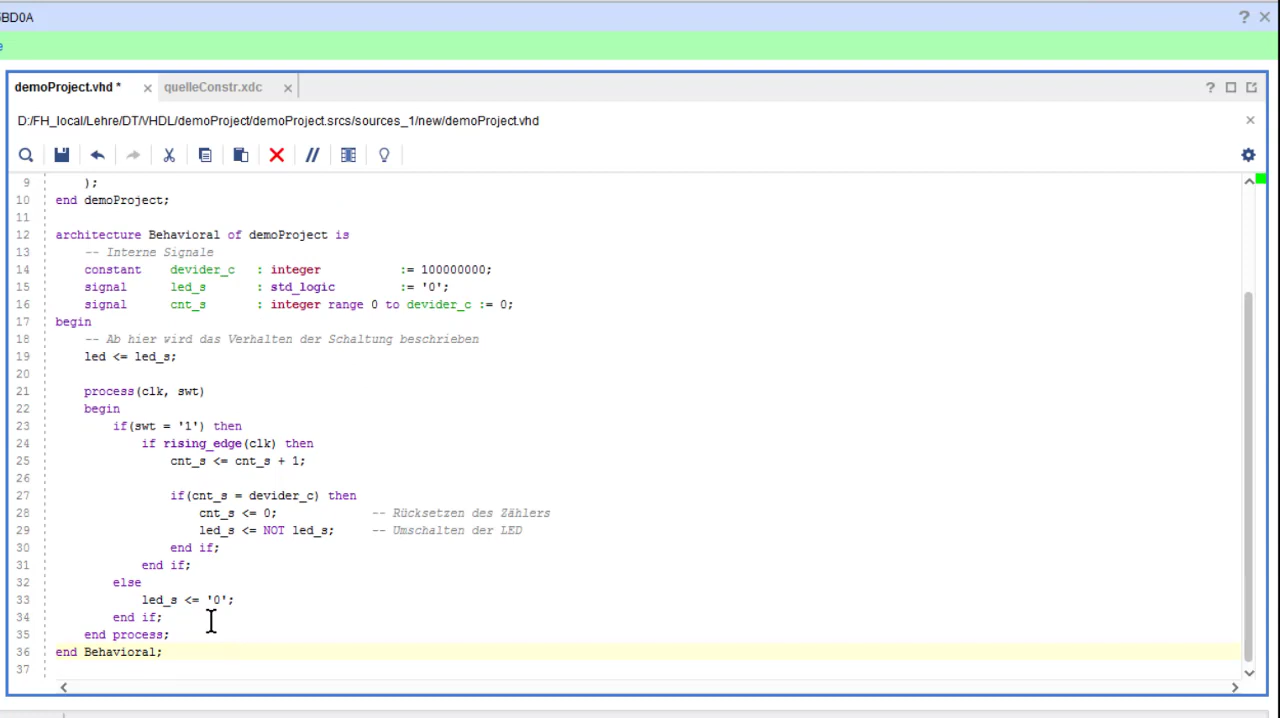 5BD0A
e
demoProject.vhd * quelleConstr.xdc
D:/FH_local/Lehre/DT/VHDL/demoProject/demoProject.srcs/sources_1/new/demoProject.vhd
9 );
10 end demoProject;
11
12 architecture Behavioral of demoProject is
13 -- Interne Signale
14 constant devider_c : integer := 100000000;
15 signal led_s : std_logic := '0';
16 signal cnt_s : integer range 0 to devider_c := 0;
17 begin
18 -- Ab hier wird das Verhalten der Schaltung beschrieben
19 led <= led_s;
20
21 process(clk, swt)
22 begin
23 if(swt = '1') then
24 if rising_edge(clk) then
25 cnt_s <= cnt_s + 1;
26
27 if(cnt_s = devider_c) then
28 cnt_s <= 0; -- Rücksetzen des Zählers
29 led_s <= NOT led_s; -- Umschalten der LED
30 end if;
31 end if;
32 else
33 led_s <= '0';
34 end if;
35 end process;
36 end Behavioral;
37